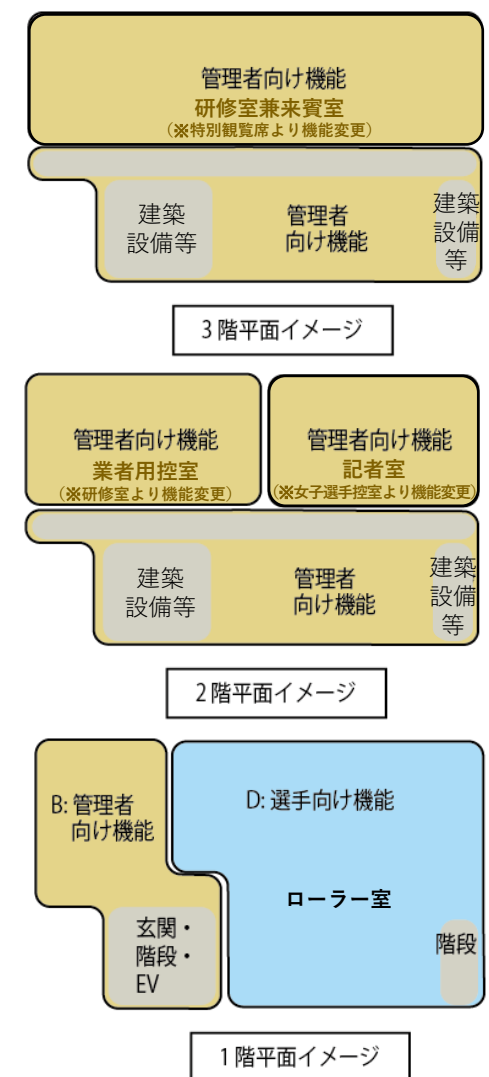 管理者向け機能
研修室兼来賓室
(※特別観覧席より機能変更)
建築
設備等
管理者
向け機能
建築
設備
等
3階平面イメージ
管理者向け機能
業者用控室
(※研修室より機能変更)
管理者向け機能
記者室
(※女子選手控室より機能変更)
建築
設備等
管理者
向け機能
建築
設備
等
2階平面イメージ
B:管理者
向け機能
D:選手向け機能
ローラー室
玄関・
階段・
EV
階段
1階平面イメージ